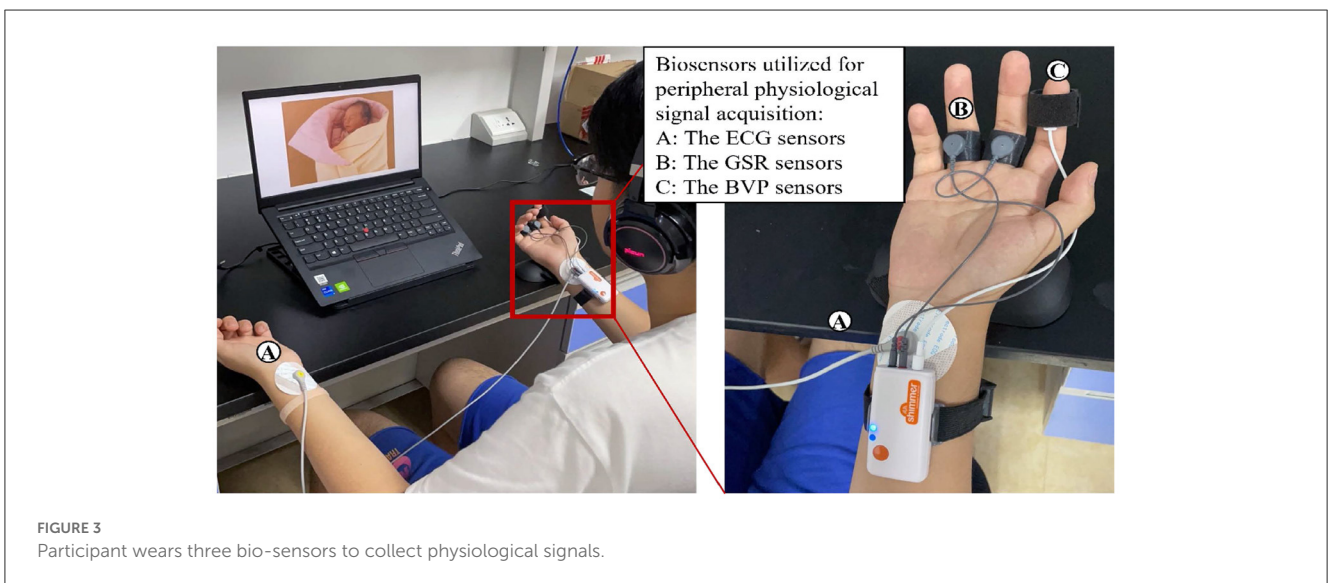 Biosensors utilized for
peripheral physiological
signal acquisition:
A: The ECG sensors
B: The GSR sensors
C: The BVP sensors
A
B
C
A
shimmer
ThinkPad
FIGURE 3
Participant wears three bio-sensors to collect physiological signals.